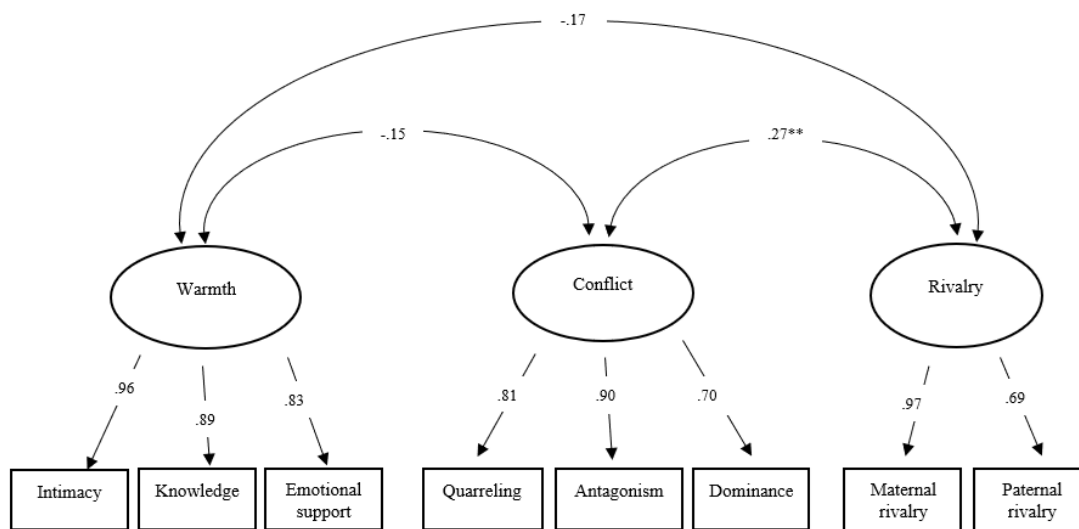 -.17
-.15
.27**
Warmth
Conflict
Rivalry
.96
.89
.83
.81
.90
.70
.97
.69
Intimacy
Knowledge
Emotional
support
Quarreling
Antagonism
Dominance
Maternal
rivalry
Paternal
rivalry